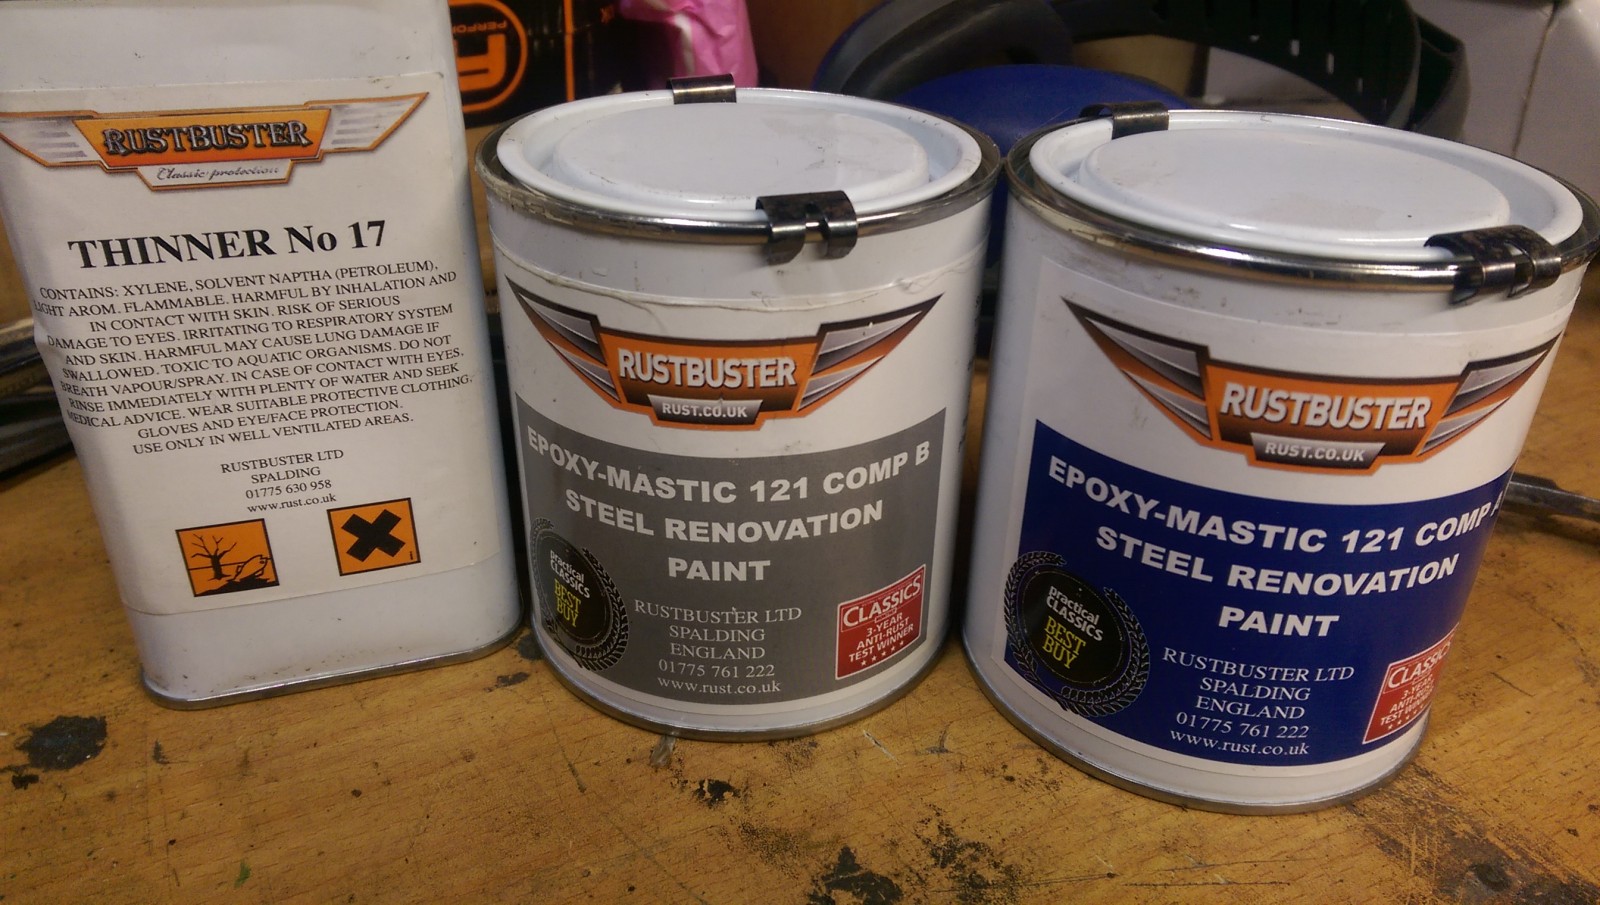 RUSTBUSTER
Classic protection
THINNER No 17
CONTAINS: XYLENE, SOLVENT NAPTHA (PETROLEUM),
LIGHT AROM. FLAMMABLE. HARMFUL BY INHALATION AND
IN CONTACT WITH SKIN. RISK OF SERIOUS
DAMAGE TO EYES. IRRITATING TO RESPIRATORY SYSTEM
AND SKIN. HARMFUL MAY CAUSE LUNG DAMAGE IF
SWALLOWED. TOXIC TO AQUATIC ORGANISMS. DO NOT
BREATH VAPOUR/SPRAY. IN CASE OF CONTACT WITH EYES,
RINSE IMMEDIATELY WITH PLENTY OF WATER AND SEEK
MEDICAL ADVICE. WEAR SUITABLE PROTECTIVE CLOTHING,
GLOVES AND EYE/FACE PROTECTION.
USE ONLY IN WELL VENTILATED AREAS.
RUSTBUSTER LTD
SPALDING
01775 630 958
www.rust.co.uk
i
RUSTBUSTER
RUST.CO.UK
EPOXY-MASTIC 121 COMP B
STEEL RENOVATION
PAINT
practical
CLASSICS
BEST
BUY
RUSTBUSTER LTD
SPALDING
ENGLAND
01775 761 222
www.rust.co.uk
CLASSICS
3-YEAR
ANTI-RUST
TEST WINNER
RUSTBUSTER
RUST.CO.UK
EPOXY-MASTIC 121 COMP A
STEEL RENOVATION
PAINT
practical
CLASSICS
BEST
BUY
RUSTBUSTER LTD
SPALDING
ENGLAND
01775 761 222
www.rust.co.uk
CLASSICS
3-YEAR
ANTI-RUST
TEST